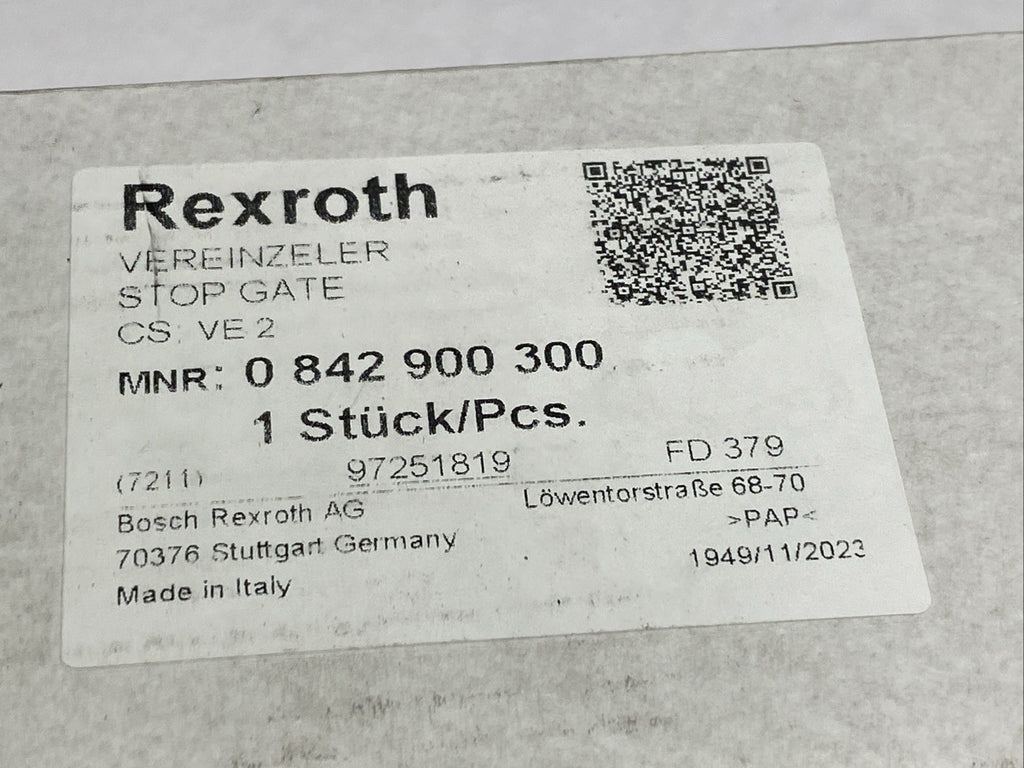 Rexroth
VEREINZELER
STOP GATE
CS: VE 2
MNR: 0 842 900 300
1 Stück/Pcs.
(7211) 97251819 FD 379
Bosch Rexroth AG Löwentorstraße 68-70
70376 Stuttgart Germany >PAP<
Made in Italy 1949/11/2023